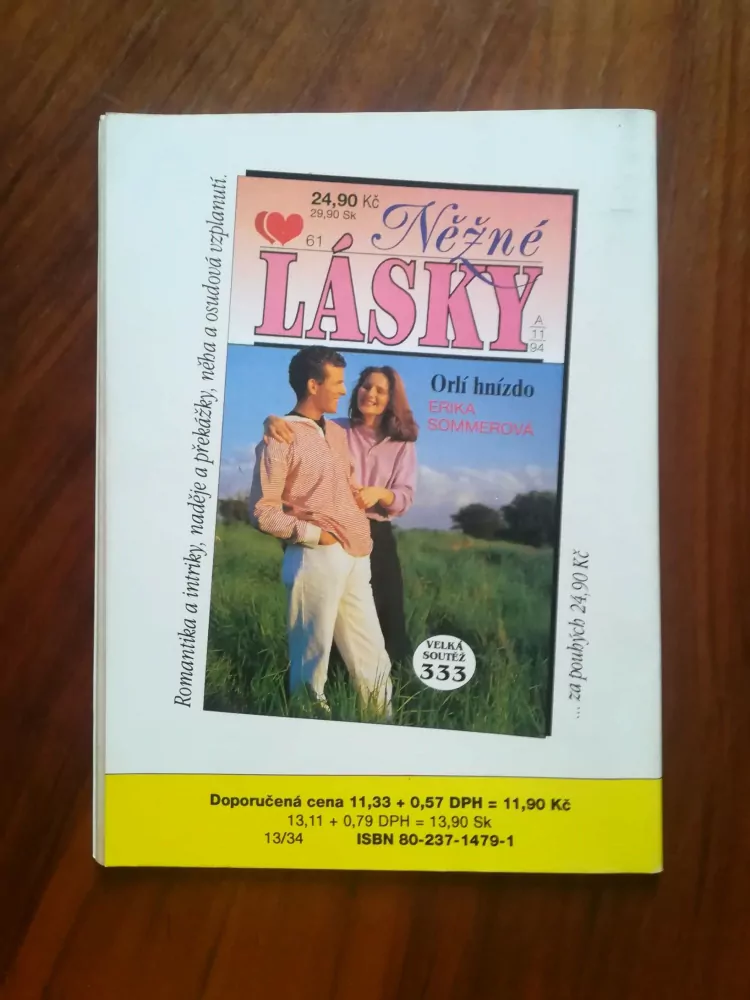 Romantika a intriky, naděje a překážky, něha a osudová vzplanutí.
24,90 Kč
29,90 Sk
61
Něžné
LÁSKY
A
11
94
Orlí hnízdo
ERIKA
SOMMEROVÁ
VELKÁ
SOUTĚŽ
333
... za pouhých 24,90 Kč
Doporučená cena 11,33 + 0,57 DPH = 11,90 Kč
13,11 + 0,79 DPH = 13,90 Sk
13/34 ISBN 80-237-1479-1